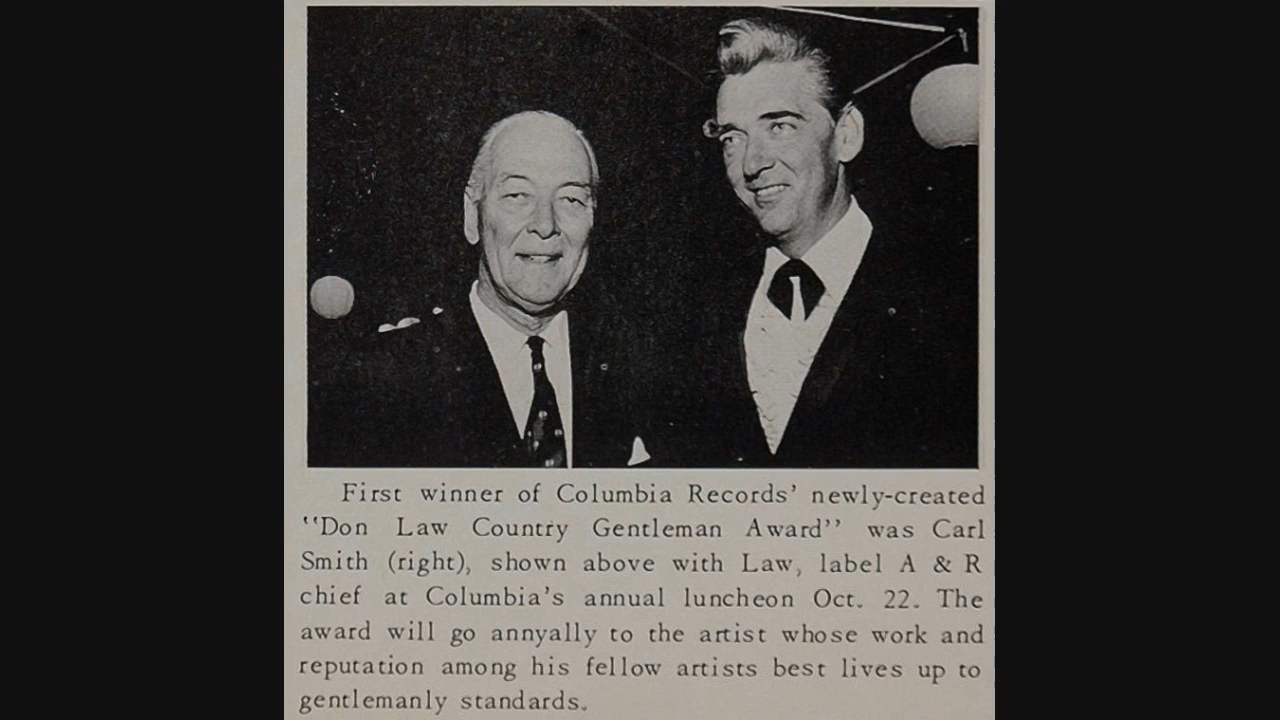 First winner of Columbia Records' newly-created
"Don Law Country Gentleman Award" was Carl
Smith (right), shown above with Law, label A & R
chief at Columbia's annual luncheon Oct. 22. The
award will go annyally to the artist whose work and
reputation among his fellow artists best lives up to
gentlemanly standards.